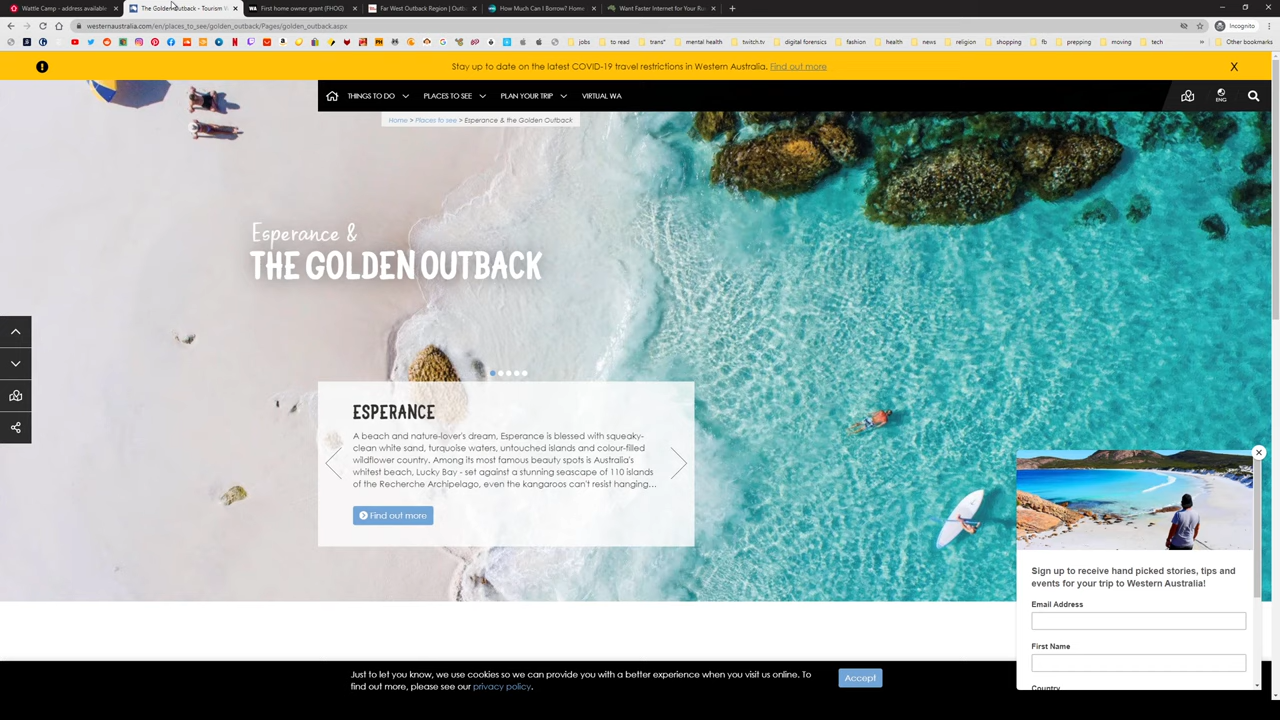 Wattle Camp - address available
The Golden Outback - Tourism W
First home owner grant (FHOG)
Far West Outback Region | Outb
How Much Can I Borrow? Home
Want Faster Internet for Your Ru
westernaustralia.com/en/places_to_see/golden_outback/Pages/golden_outback.aspx
Incognito
jobs
to read
trans*
mental health
twitch.tv
digital forensics
fashion
health
news
religion
shopping
fb
prepping
moving
tech
»
Other bookmarks
Stay up to date on the latest COVID-19 travel restrictions in Western Australia. Find out more
X
THINGS TO DO
PLACES TO SEE
PLAN YOUR TRIP
VIRTUAL WA
ENG
Home > Places to see > Esperance & the Golden Outback
Esperance &
THE GOLDEN OUTBACK
ESPERANCE
A beach and nature-lover's dream, Esperance is blessed with squeaky-
clean white sand, turquoise waters, untouched islands and colour-filled
wildflower country. Among its most famous beauty spots is Australia's
whitest beach, Lucky Bay - set against a stunning seascape of 110 islands
of the Recherche Archipelago, even the kangaroos can't resist hanging...
Find out more
Sign up to receive hand picked stories, tips and
events for your trip to Western Australia!
Email Address
First Name
Country
Just to let you know, we use cookies so we can provide you with a better experience when you visit us online. To
find out more, please see our privacy policy.
Accept